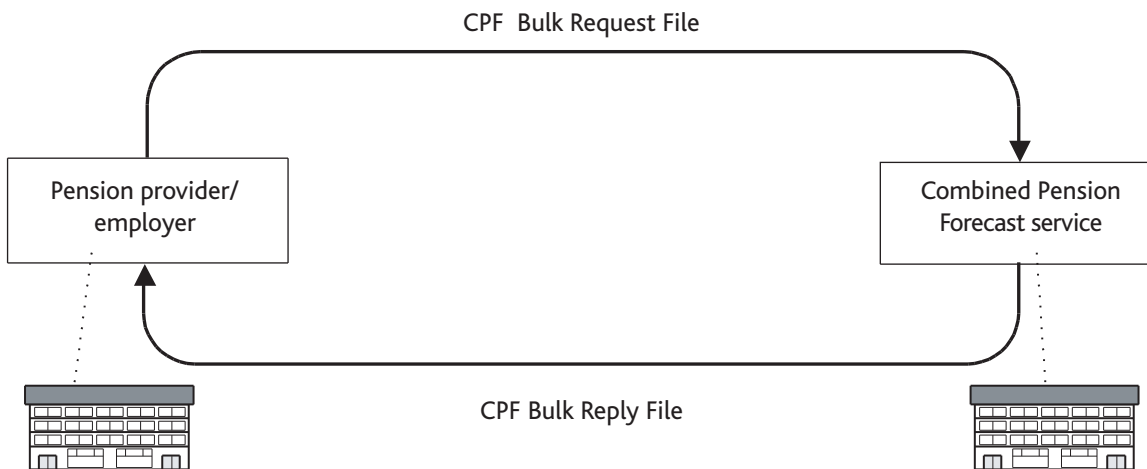 CPF Bulk Request File
Pension provider/
employer
Combined Pension
Forecast service
CPF Bulk Reply File